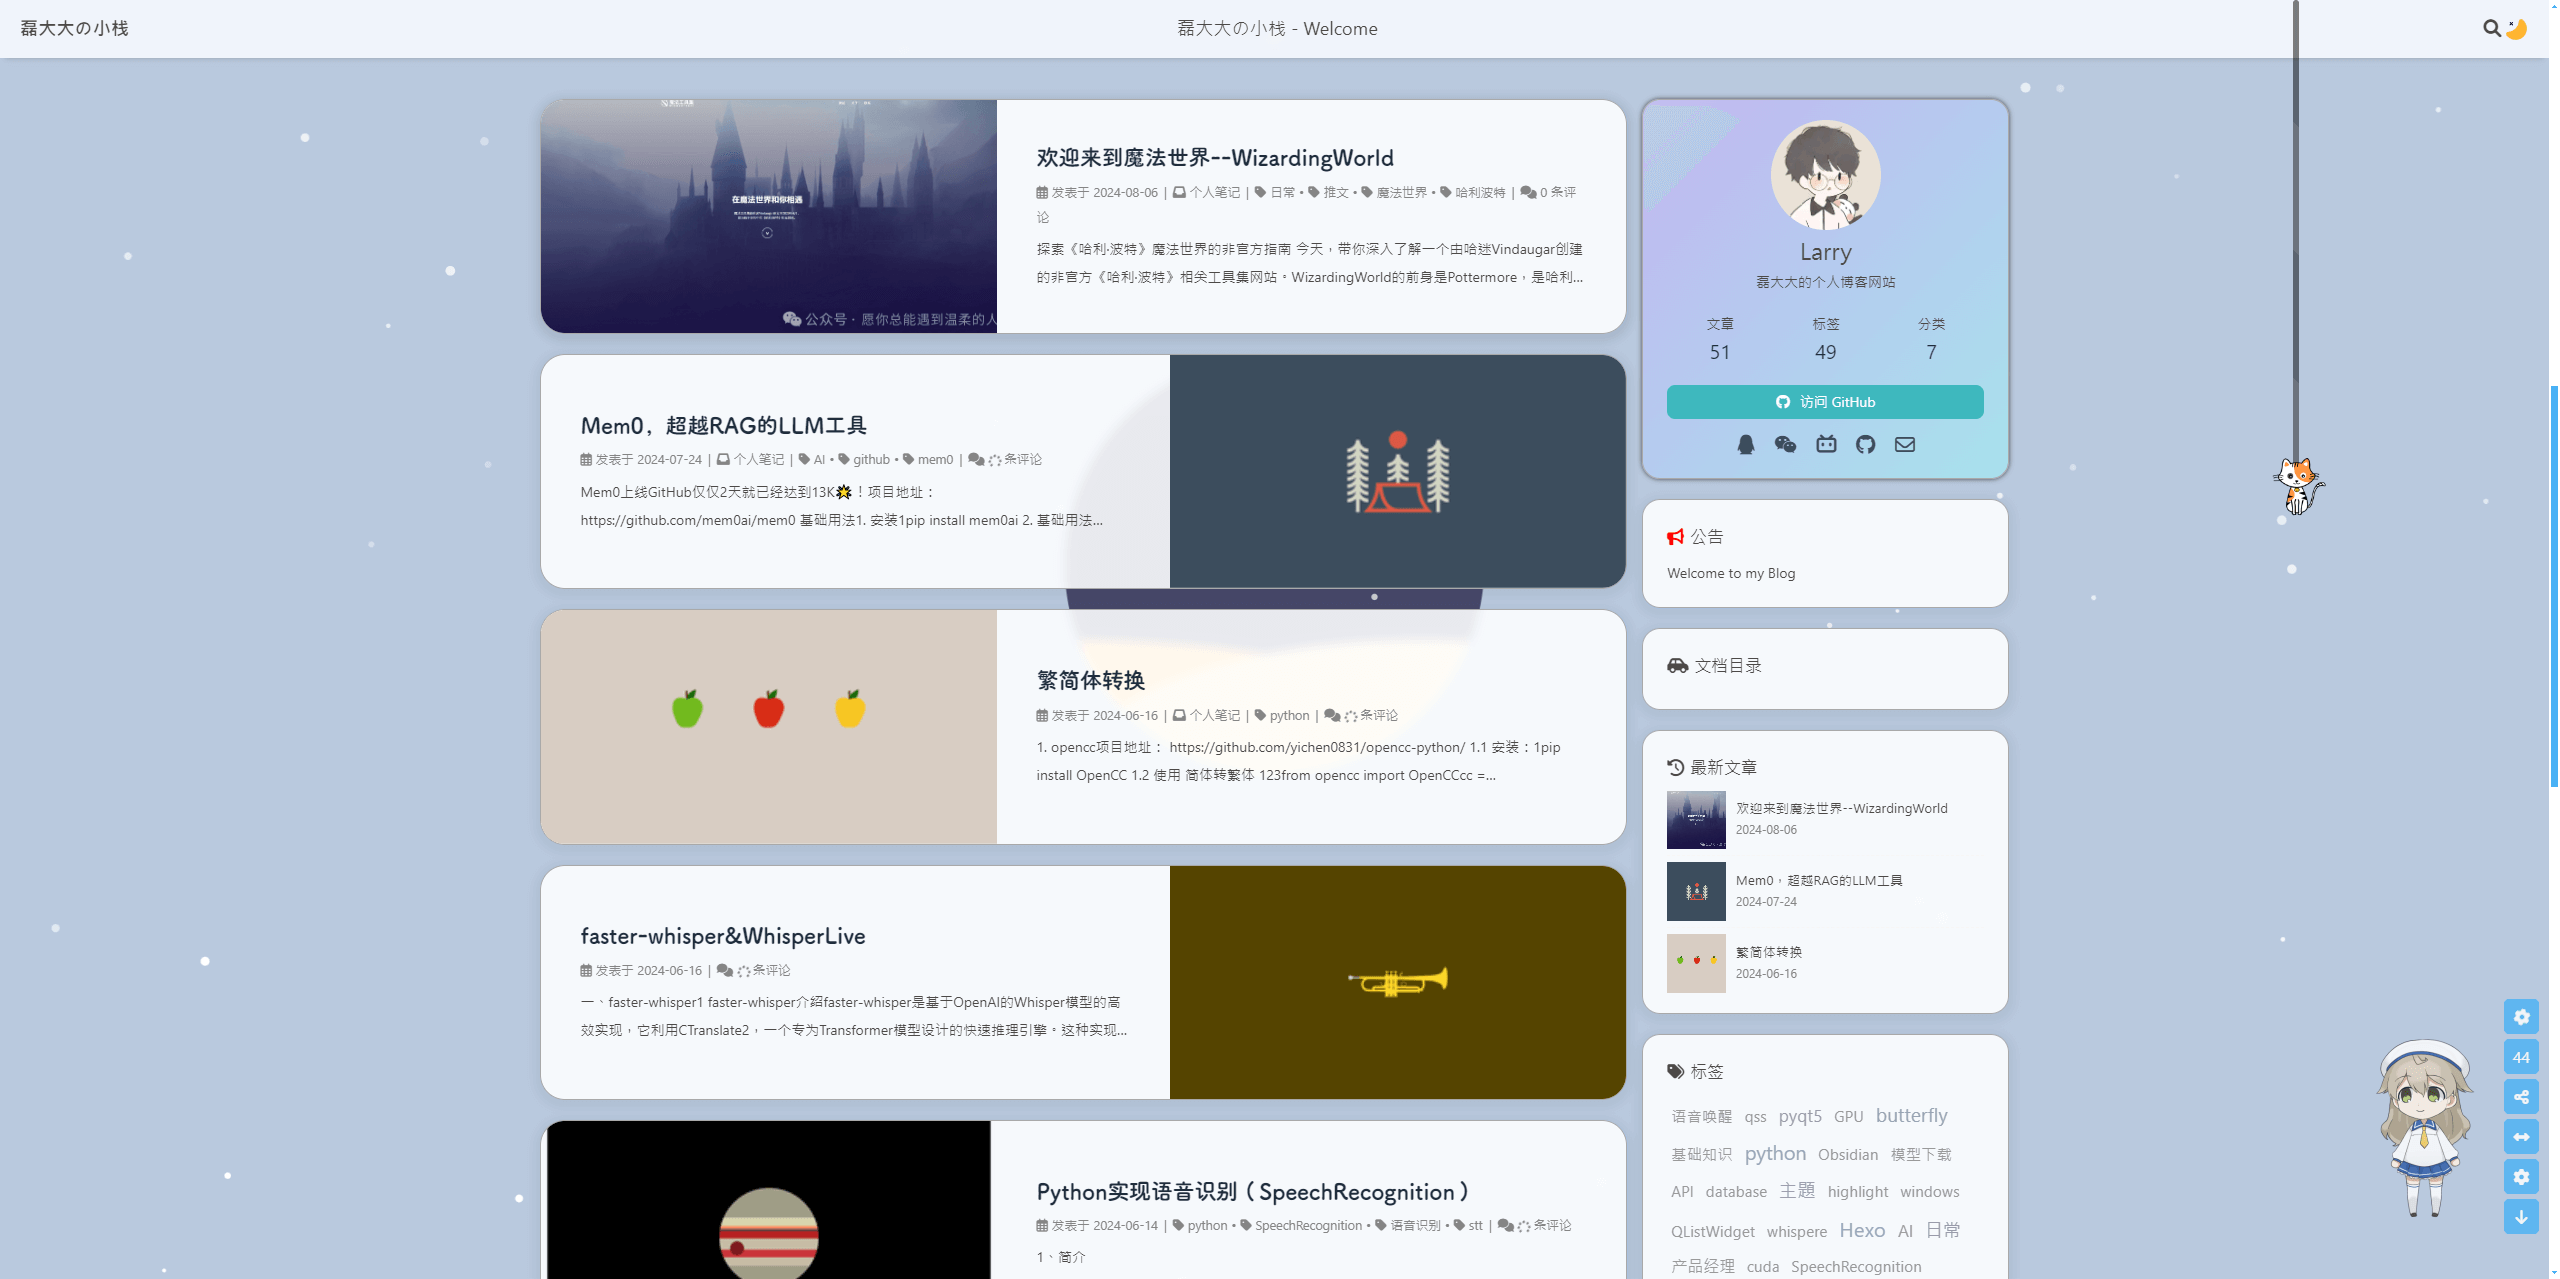 磊大大の小栈
磊大大の小栈 - Welcome
在魔法世界和你相遇
公众号 · 愿你总能遇到温柔的人
欢迎来到魔法世界--WizardingWorld
发表于 2024-08-06 | 个人笔记 | 日常 • 推文 • 魔法世界 • 哈利波特 | 0 条评
论
探索《哈利·波特》魔法世界的非官方指南 今天，带你深入了解一个由哈迷Vindaugar创建
的非官方《哈利·波特》相关工具集网站。WizardingWorld的前身是Pottermore，是哈利...
Mem0，超越RAG的LLM工具
发表于 2024-07-24 | 个人笔记 | AI • github • mem0 | 条评论
Mem0上线GitHub仅仅2天就已经达到13K🌟！项目地址：
https://github.com/mem0ai/mem0 基础用法1. 安装1pip install mem0ai 2. 基础用法...
繁简体转换
发表于 2024-06-16 | 个人笔记 | python | 条评论
1. opencc项目地址： https://github.com/yichen0831/opencc-python/ 1.1 安装：1pip
install OpenCC 1.2 使用 简体转繁体 123from opencc import OpenCCcc =...
faster-whisper&WhisperLive
发表于 2024-06-16 | 条评论
一、faster-whisper1 faster-whisper介绍faster-whisper是基于OpenAI的Whisper模型的高
效实现，它利用CTranslate2，一个专为Transformer模型设计的快速推理引擎。这种实现...
Python实现语音识别（SpeechRecognition）
发表于 2024-06-14 | python • SpeechRecognition • 语音识别 • stt | 条评论
1、简介
Larry
磊大大的个人博客网站
文章 标签 分类
51 49 7
访问 GitHub
公告
Welcome to my Blog
文档目录
最新文章
欢迎来到魔法世界--WizardingWorld
2024-08-06
Mem0，超越RAG的LLM工具
2024-07-24
繁简体转换
2024-06-16
标签
语音唤醒 qss pyqt5 GPU butterfly
基础知识 python Obsidian 模型下载
API database 主題 highlight windows
QListWidget whispere Hexo AI 日常
产品经理 cuda SpeechRecognition
44